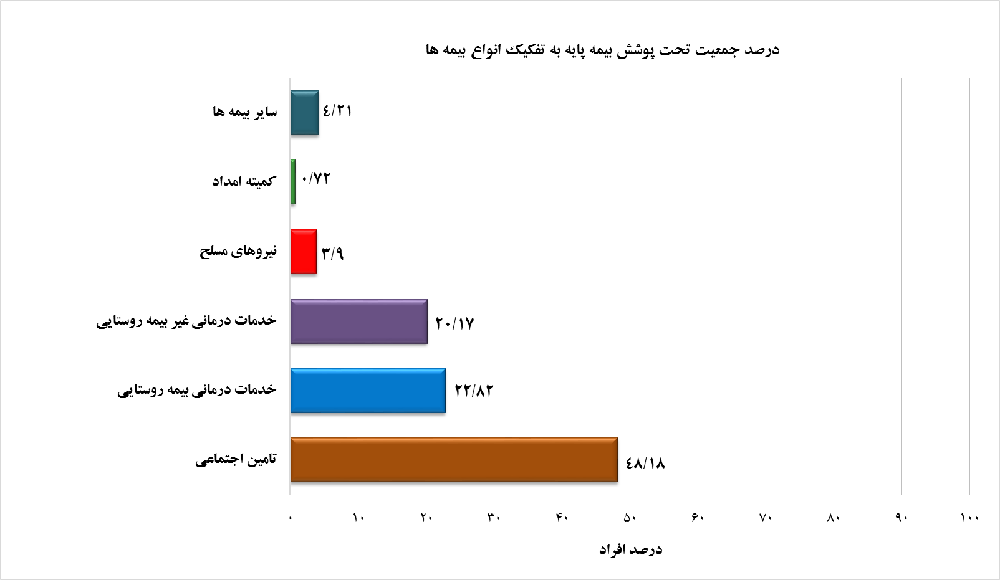 درصد جمعیت تحت پوشش بیمه پایه به تفکیک انواع بیمه ها
سایر بیمه ها ٤/۲۱
کمیته امداد ۰/۷۲
نیروهای مسلح ۳/۹
خدمات درمانی غیر بیمه روستایی ۲۰/۱۷
خدمات درمانی بیمه روستایی ۲۲/۸۲
تامین اجتماعی ٤۸/۱۸
۰ ۱۰ ۲۰ ۳۰ ۴۰ ۵۰ ۶۰ ۷۰ ۸۰ ۹۰ ۱۰۰
درصد افراد